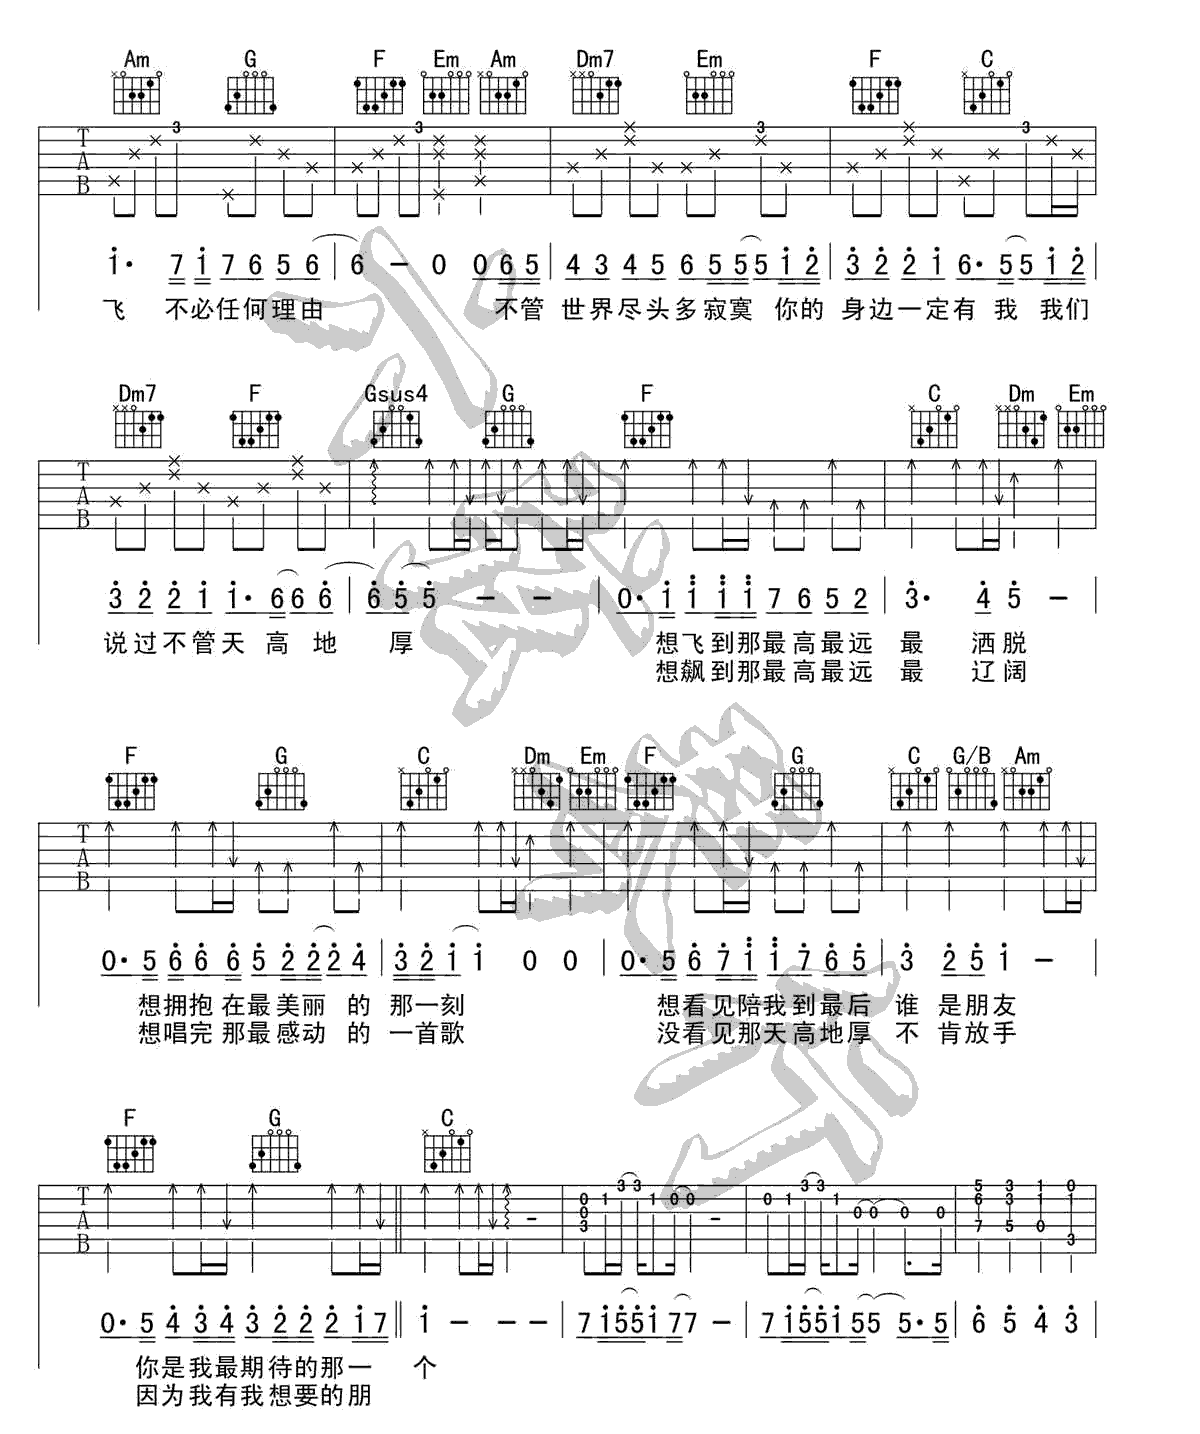 Am G F Em Am Dm7 Em F C
3 3 3 3
T A B
i· 7 i 7 6 5 6 | 6 - 0 0 6 5 | 4 3 4 5 6 5 5 5 i 2 | 3 2 2 i 6· 5 5 i 2
飞 不必任何理由 不管 世界尽头多寂寞 你的 身边一定有 我 我们
Dm7 F Gsus4 G F C Dm Em
T A B
3 2 2 i i· 6 6 6 | 6 5 5 - - | 0· i i i i 7 6 5 2 | 3· 4 5 -
说过不管天高地 厚 想飞到那最高最远 最 洒脱
想飙到那最高最远 最 辽阔
F G C Dm Em F G C G/B Am
T A B
0· 5 6 6 6 5 2 2 2 4 | 3 2 i i 0 0 | 0· 5 6 7 i i 7 6 5 | 3 2 5 i -
想拥抱在最美丽 的 那一刻 想看见陪我到最后 谁 是朋友
想唱完那最感动 的 一首歌 没看见那天高地厚 不 肯放手
F G C
T A B
0 0 3 1 3 3 1 0 0 - 0 1 3 3 1 0 0 0 0 5 6 7 3 3 5 1 1 0 0 1 3
0· 5 4 3 4 3 2 2 2 i 7 || i - - - | 7 i 5 5 i 7 7 - | 7 i 5 5 i 5 5 5· 5 | 6 5 4 3
你是我最期待的那一 个
因为我有我想要的朋